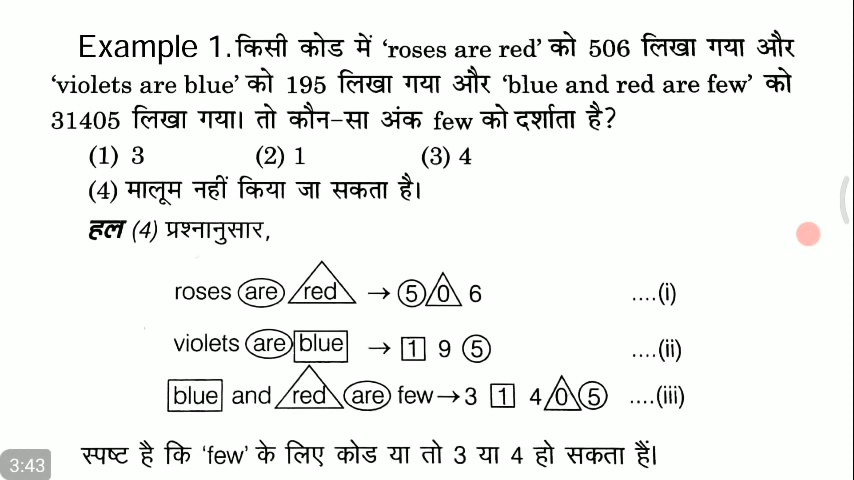 Example 1. किसी कोड में ‘roses are red’ को 506 लिखा गया और
‘violets are blue’ को 195 लिखा गया और ‘blue and red are few’ को
31405 लिखा गया। तो कौन-सा अंक few को दर्शाता है?
(1) 3 (2) 1 (3) 4
(4) मालूम नहीं किया जा सकता है।
हल (4) प्रश्नानुसार,
roses are red → 5 0 6 ....(i)
violets are blue → 1 9 5 ....(ii)
blue and red are few → 3 1 4 0 5 ....(iii)
स्पष्ट है कि ‘few’ के लिए कोड या तो 3 या 4 हो सकता हैं।
3:43